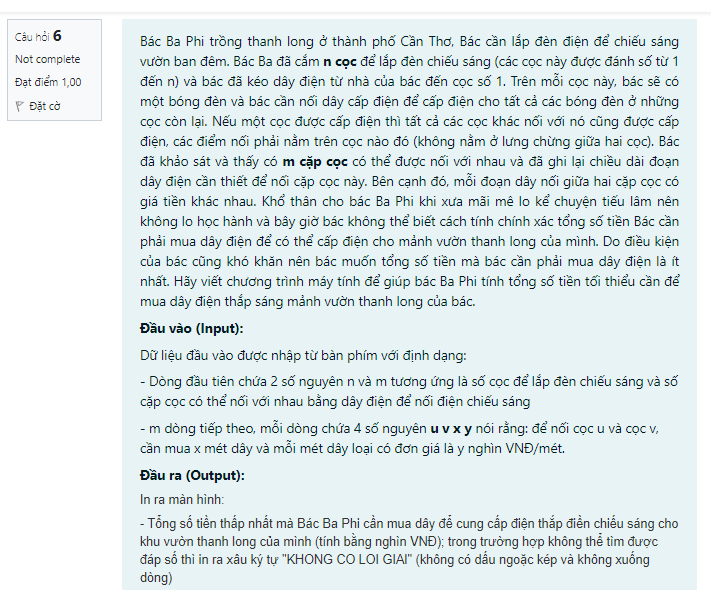 Câu hỏi 6
Not complete
Đạt điểm 1,00
Đặt cờ
Bác Ba Phi trồng thanh long ở thành phố Cần Thơ, Bác cần lắp đèn điện để chiếu sáng
vườn ban đêm. Bác Ba đã cắm n cọc để lắp đèn chiếu sáng (các cọc này được đánh số từ 1
đến n) và bác đã kéo dây điện từ nhà của bác đến cọc số 1. Trên mỗi cọc này, bác sẽ có
một bóng đèn và bác cần nối dây cấp điện để cấp điện cho tất cả các bóng đèn ở những
cọc còn lại. Nếu một cọc được cấp điện thì tất cả các cọc khác nối với nó cũng được cấp
điện, các điểm nối phải nằm trên cọc nào đó (không nằm ở lưng chừng giữa hai cọc). Bác
đã khảo sát và thấy có m cặp cọc có thể được nối với nhau và đã ghi lại chiều dài đoạn
dây điện cần thiết để nối cặp cọc này. Bên cạnh đó, mỗi đoạn dây nối giữa hai cặp cọc có
giá tiền khác nhau. Khổ thân cho bác Ba Phi khi xưa mãi mê lo kể chuyện tiếu lâm nên
không lo học hành và bây giờ bác không thể biết cách tính chính xác tổng số tiền Bác cần
phải mua dây điện để có thể cấp điện cho mảnh vườn thanh long của mình. Do điều kiện
của bác cũng khó khăn nên bác muốn tổng số tiền mà bác cần phải mua dây điện là ít
nhất. Hãy viết chương trình máy tính để giúp bác Ba Phi tính tổng số tiền tối thiểu cần để
mua dây điện thắp sáng mảnh vườn thanh long của bác.
Đầu vào (Input):
Dữ liệu đầu vào được nhập từ bàn phím với định dạng:
- Dòng đầu tiên chứa 2 số nguyên n và m tương ứng là số cọc để lắp đèn chiếu sáng và số
cặp cọc có thể nối với nhau bằng dây điện để nối điện chiếu sáng
- m dòng tiếp theo, mỗi dòng chứa 4 số nguyên u v x y nói rằng: để nối cọc u và cọc v,
cần mua x mét dây và mỗi mét dây loại có đơn giá là y nghìn VNĐ/mét.
Đầu ra (Output):
In ra màn hình:
- Tổng số tiền thấp nhất mà Bác Ba Phi cần mua dây để cung cấp điện thắp điền chiếu sáng cho
khu vườn thanh long của mình (tính bằng nghìn VNĐ); trong trường hợp không thể tìm được
đáp số thì in ra xâu ký tự "KHONG CO LOI GIAI" (không có dấu ngoặc kép và không xuống
dòng)